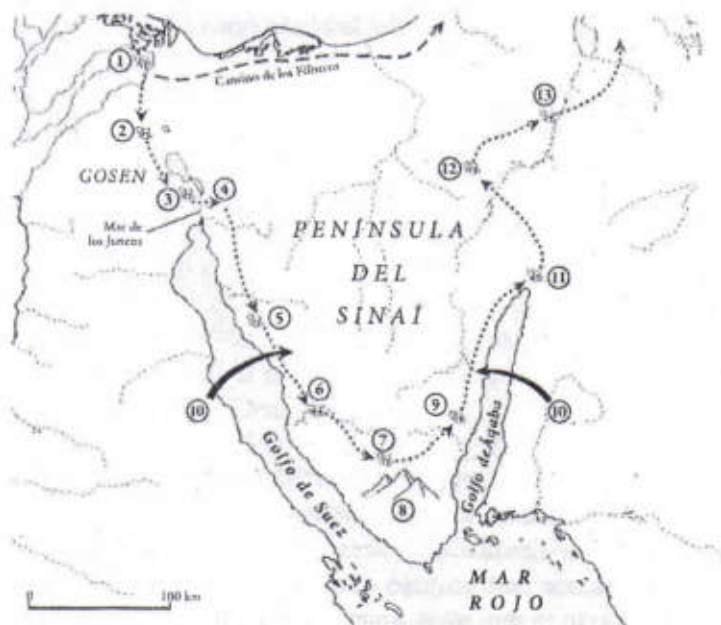 ①
Camino de los Filisteos
⑬
②
GOSEN
⑫
③
④
Mar de
los Juncos
PENÍNSULA
DEL
SINAÍ
⑪
⑤
⑥
⑩
⑨
⑩
⑦
Golfo de Suez
Golfo de Aqaba
⑧
MAR
ROJO
0
100 km